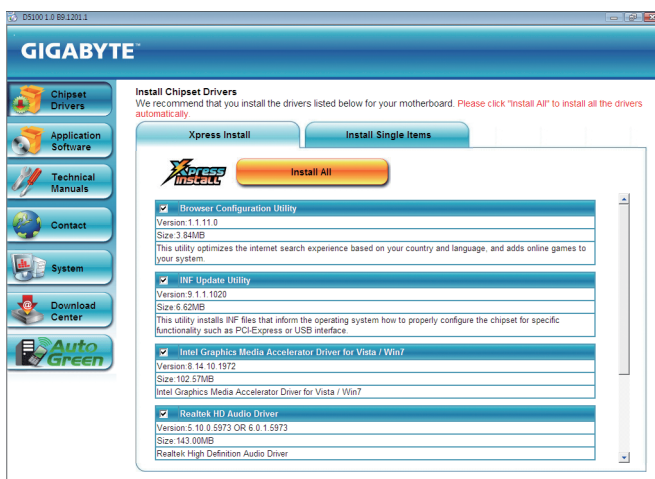 D5100 1.0 B9.1201.1
GIGABYTE™
Chipset
Drivers
Application
Software
Technical
Manuals
Contact
System
Download
Center
Auto
Green
Install Chipset Drivers
We recommend that you install the drivers listed below for your motherboard. Please click "Install All" to install all the drivers
automatically.
Xpress Install
Install Single Items
Xpress
INSTALL
Install All
Browser Configuration Utility
Version:1.1.11.0
Size:3.84MB
This utility optimizes the internet search experience based on your country and language, and adds online games to
your system.
INF Update Utility
Version:9.1.1.1020
Size:6.62MB
This utility installs INF files that inform the operating system how to properly configure the chipset for specific
functionality such as PCI-Express or USB interface.
Intel Graphics Media Accelerator Driver for Vista / Win7
Version:8.14.10.1972
Size:102.57MB
Intel Graphics Media Accelerator Driver for Vista / Win7
Realtek HD Audio Driver
Version:5.10.0.5973 OR 6.0.1.5973
Size:143.00MB
Realtek High Definition Audio Driver